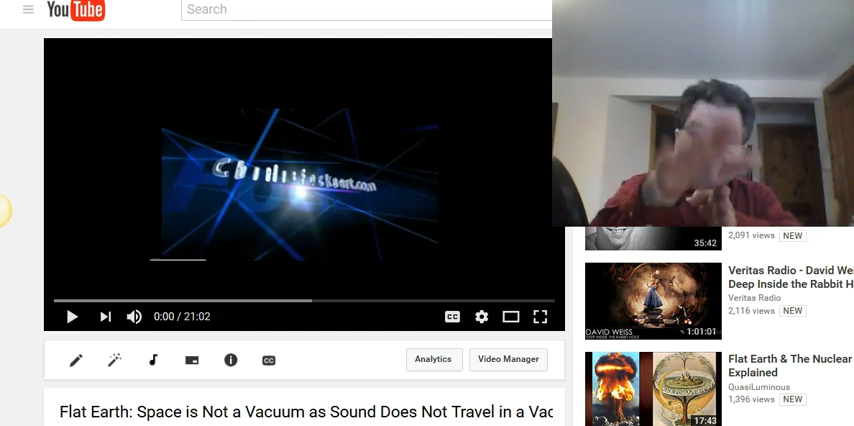 YouTube
Search
0:00 / 21:02
CC
CC
Analytics
Video Manager
Flat Earth: Space is Not a Vacuum as Sound Does Not Travel in a Vac
35:42
2,091 views NEW
DAVID WEISS
1:01:01
Veritas Radio - David We
Deep Inside the Rabbit H
Veritas Radio
2,116 views NEW
17:43
Flat Earth & The Nuclear
Explained
QuasiLuminous
1,396 views NEW